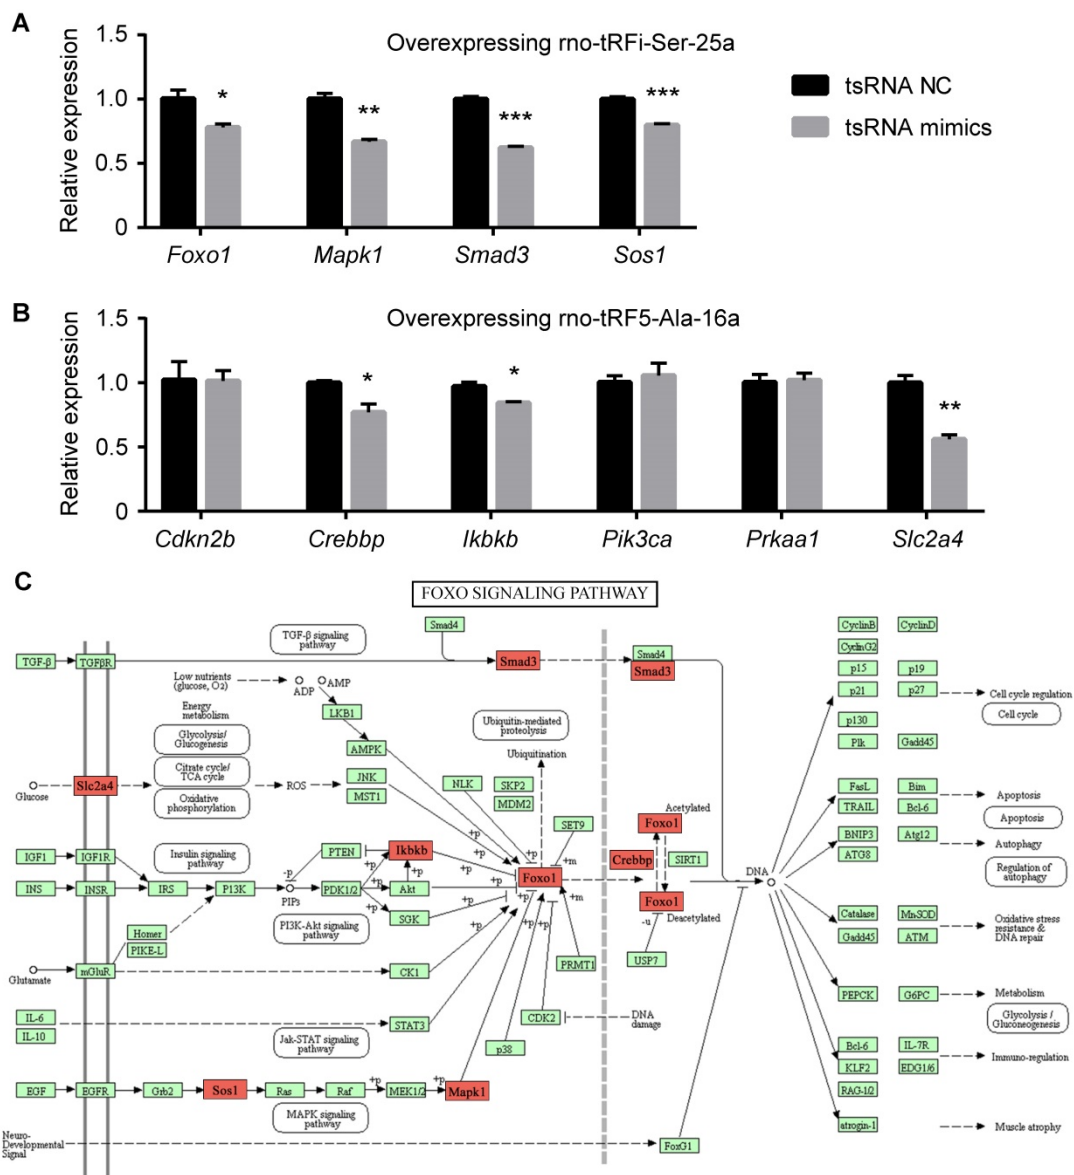 A
Overexpressing rno-tRFi-Ser-25a
Relative expression
1.5
1.0
0.5
0
*
**
***
***
tsRNA NC
tsRNA mimics
Foxo1
Mapk1
Smad3
Sos1
B
Overexpressing rno-tRF5-Ala-16a
Relative expression
1.5
1.0
0.5
0
*
*
**
Cdkn2b
Crebbp
Ikbkb
Pik3ca
Prkaa1
Slc2a4
C
FOXO SIGNALING PATHWAY
TGF-β
TGFβR
TGF-β signaling
pathway
Smad4
Smad3
Smad4
Smad3
Low nutrients
(glucose, O2)
ADP
AMP
LKB1
AMPK
Energy
metabolism
Glycolysis/
Glucogenesis
Citrate cycle/
TCA cycle
Oxidative
phosphorylation
Glucose
Slc2a4
ROS
JNK
MST1
NLK
SKP2
MDM2
Ubiquitin-mediated
proteolysis
Ubiquitination
SET9
IGF1
IGF1R
Insulin signaling
pathway
PTEN
Ikbkb
INS
INSR
IRS
P13K
PIP3
PDK1/2
Akt
SGK
PI3K-Akt signaling
pathway
Homer
PIKE-L
Glutamate
mGluR
CK1
IL-6
IL-10
STAT3
Jak-STAT signaling
pathway
-p
+p
+p
+p
+p
+p
+p
+p
+p
+p
+p
+p
+m
+m
Foxo1
PRMT1
CDK2
p38
DNA
damage
Acetylated
Foxo1
Crebbp
SIRT1
Foxo1
Deacetylated
-u
USP7
EGF
EGFR
Grb2
Sos1
Ras
Raf
+p
MEK1/2
+p
Mapk1
MAPK signaling
pathway
Neuro-
Developmental
Signal
FoxG1
DNA
CyclinB
CyclinD
CyclinG2
p15
p19
p21
p27
p130
Plk
Gadd45
Cell cycle regulation
Cell cycle
FasL
Bim
TRAIL
Bcl-6
Apoptosis
Apoptosis
BNIP3
Atg12
ATG8
Autophagy
Regulation of
autophagy
Catalase
MnSOD
Gadd45
ATM
Oxidative stress
resistance &
DNA repair
PEPCK
G6PC
Metabolism
Glycolysis /
Gluconeogenesis
Bcl-6
IL-7R
KLF2
EDG1/6
RAG-1/2
Immuno-regulation
atrogin-1
Muscle atrophy